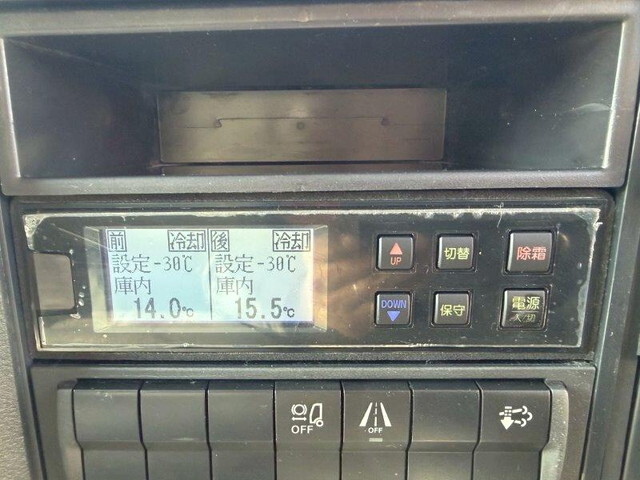 前 冷却 後 冷却
設定-30℃ 設定-30℃
庫内 庫内
14.0℃ 15.5℃
UP 切替 除霜
DOWN 保守 電源
入/切
OFF
OFF